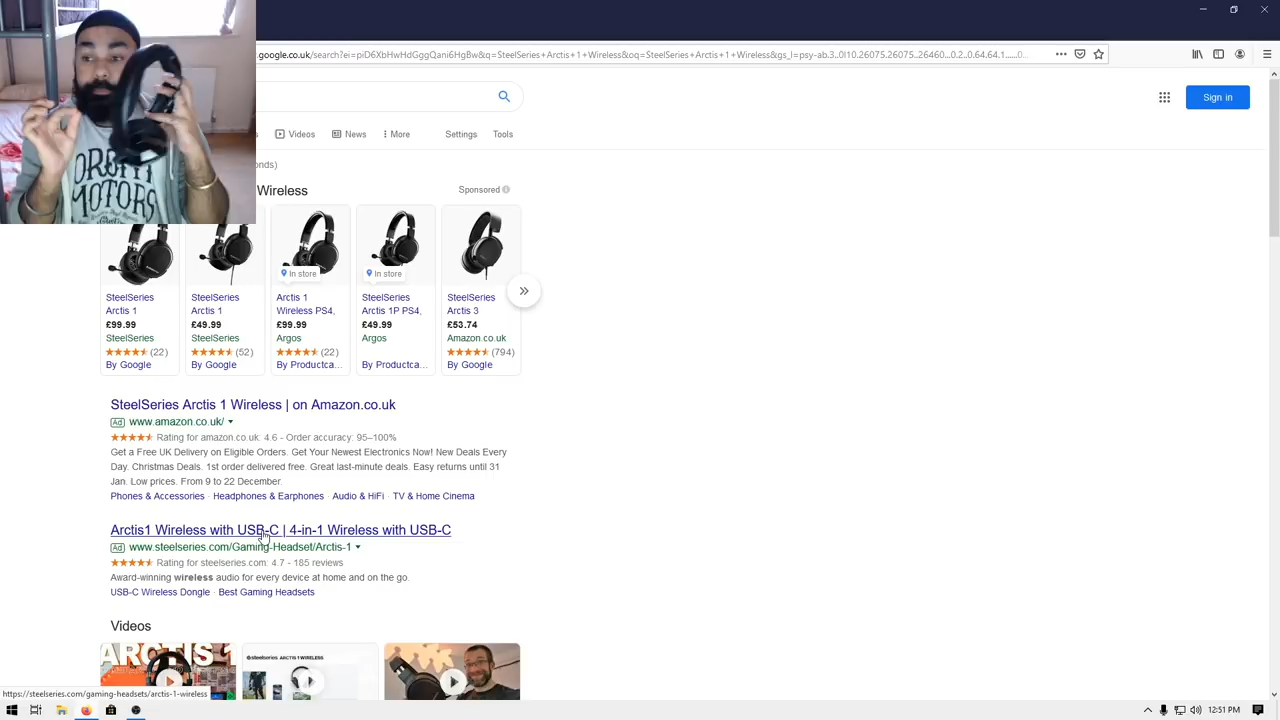 google.co.uk/search?ei=piD6XbHwHdGgqQani6HgBw&q=SteelSeries+Arctis+1+Wireless&oq=SteelSeries+Arctis+1+Wireless&gs_l=psy-ab.3..0l10.26075.26075..26460...0..2.0.64.64.1......0...
Sign in
Videos News More Settings Tools
onds)
Wireless Sponsored
In store In store
SteelSeries SteelSeries Arctis 1 SteelSeries SteelSeries
Arctis 1 Arctis 1 Wireless PS4, Arctis 1P PS4, Arctis 3
£99.99 £49.99 £99.99 £49.99 £53.74
SteelSeries SteelSeries Argos Argos Amazon.co.uk
(22) (52) (22) (794)
By Google By Google By Productca... By Productca... By Google
SteelSeries Arctis 1 Wireless | on Amazon.co.uk
Ad www.amazon.co.uk/
Rating for amazon.co.uk: 4.6 - Order accuracy: 95–100%
Get a Free UK Delivery on Eligible Orders. Get Your Newest Electronics Now! New Deals Every
Day. Christmas Deals. 1st order delivered free. Great last-minute deals. Easy returns until 31
Jan. Low prices. From 9 to 22 December.
Phones & Accessories · Headphones & Earphones · Audio & HiFi · TV & Home Cinema
Arctis1 Wireless with USB-C | 4-in-1 Wireless with USB-C
Ad www.steelseries.com/Gaming-Headset/Arctis-1
Rating for steelseries.com: 4.7 - 185 reviews
Award-winning wireless audio for every device at home and on the go.
USB-C Wireless Dongle · Best Gaming Headsets
Videos
ARCTIS 1
steelseries ARCTIS 1 WIRELESS
https://steelseries.com/gaming-headsets/arctis-1-wireless
12:51 PM
MOTORS